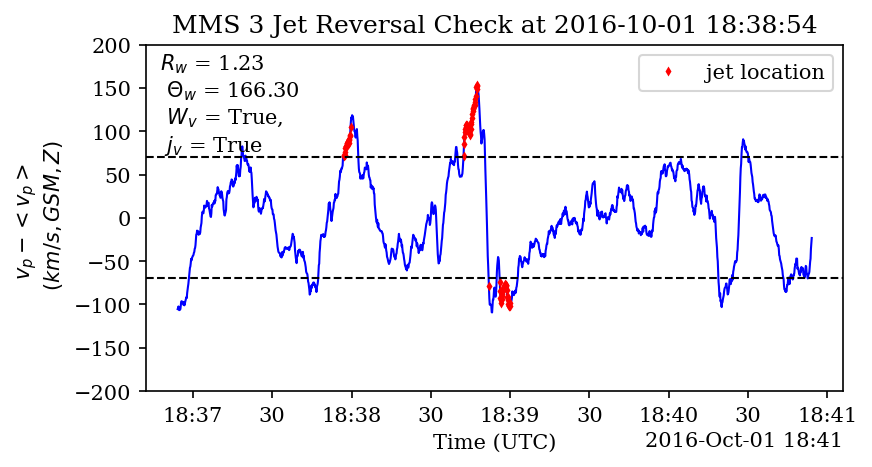 MMS 3 Jet Reversal Check at 2016-10-01 18:38:54
R_w = 1.23
Θ_w = 166.30
W_v = True,
j_v = True
jet location
v_p − < v_p >
(km/s, GSM, Z)
200
150
100
50
0
−50
−100
−150
−200
18:37 30 18:38 30 18:39 30 18:40 30 18:41
Time (UTC)
2016-Oct-01 18:41